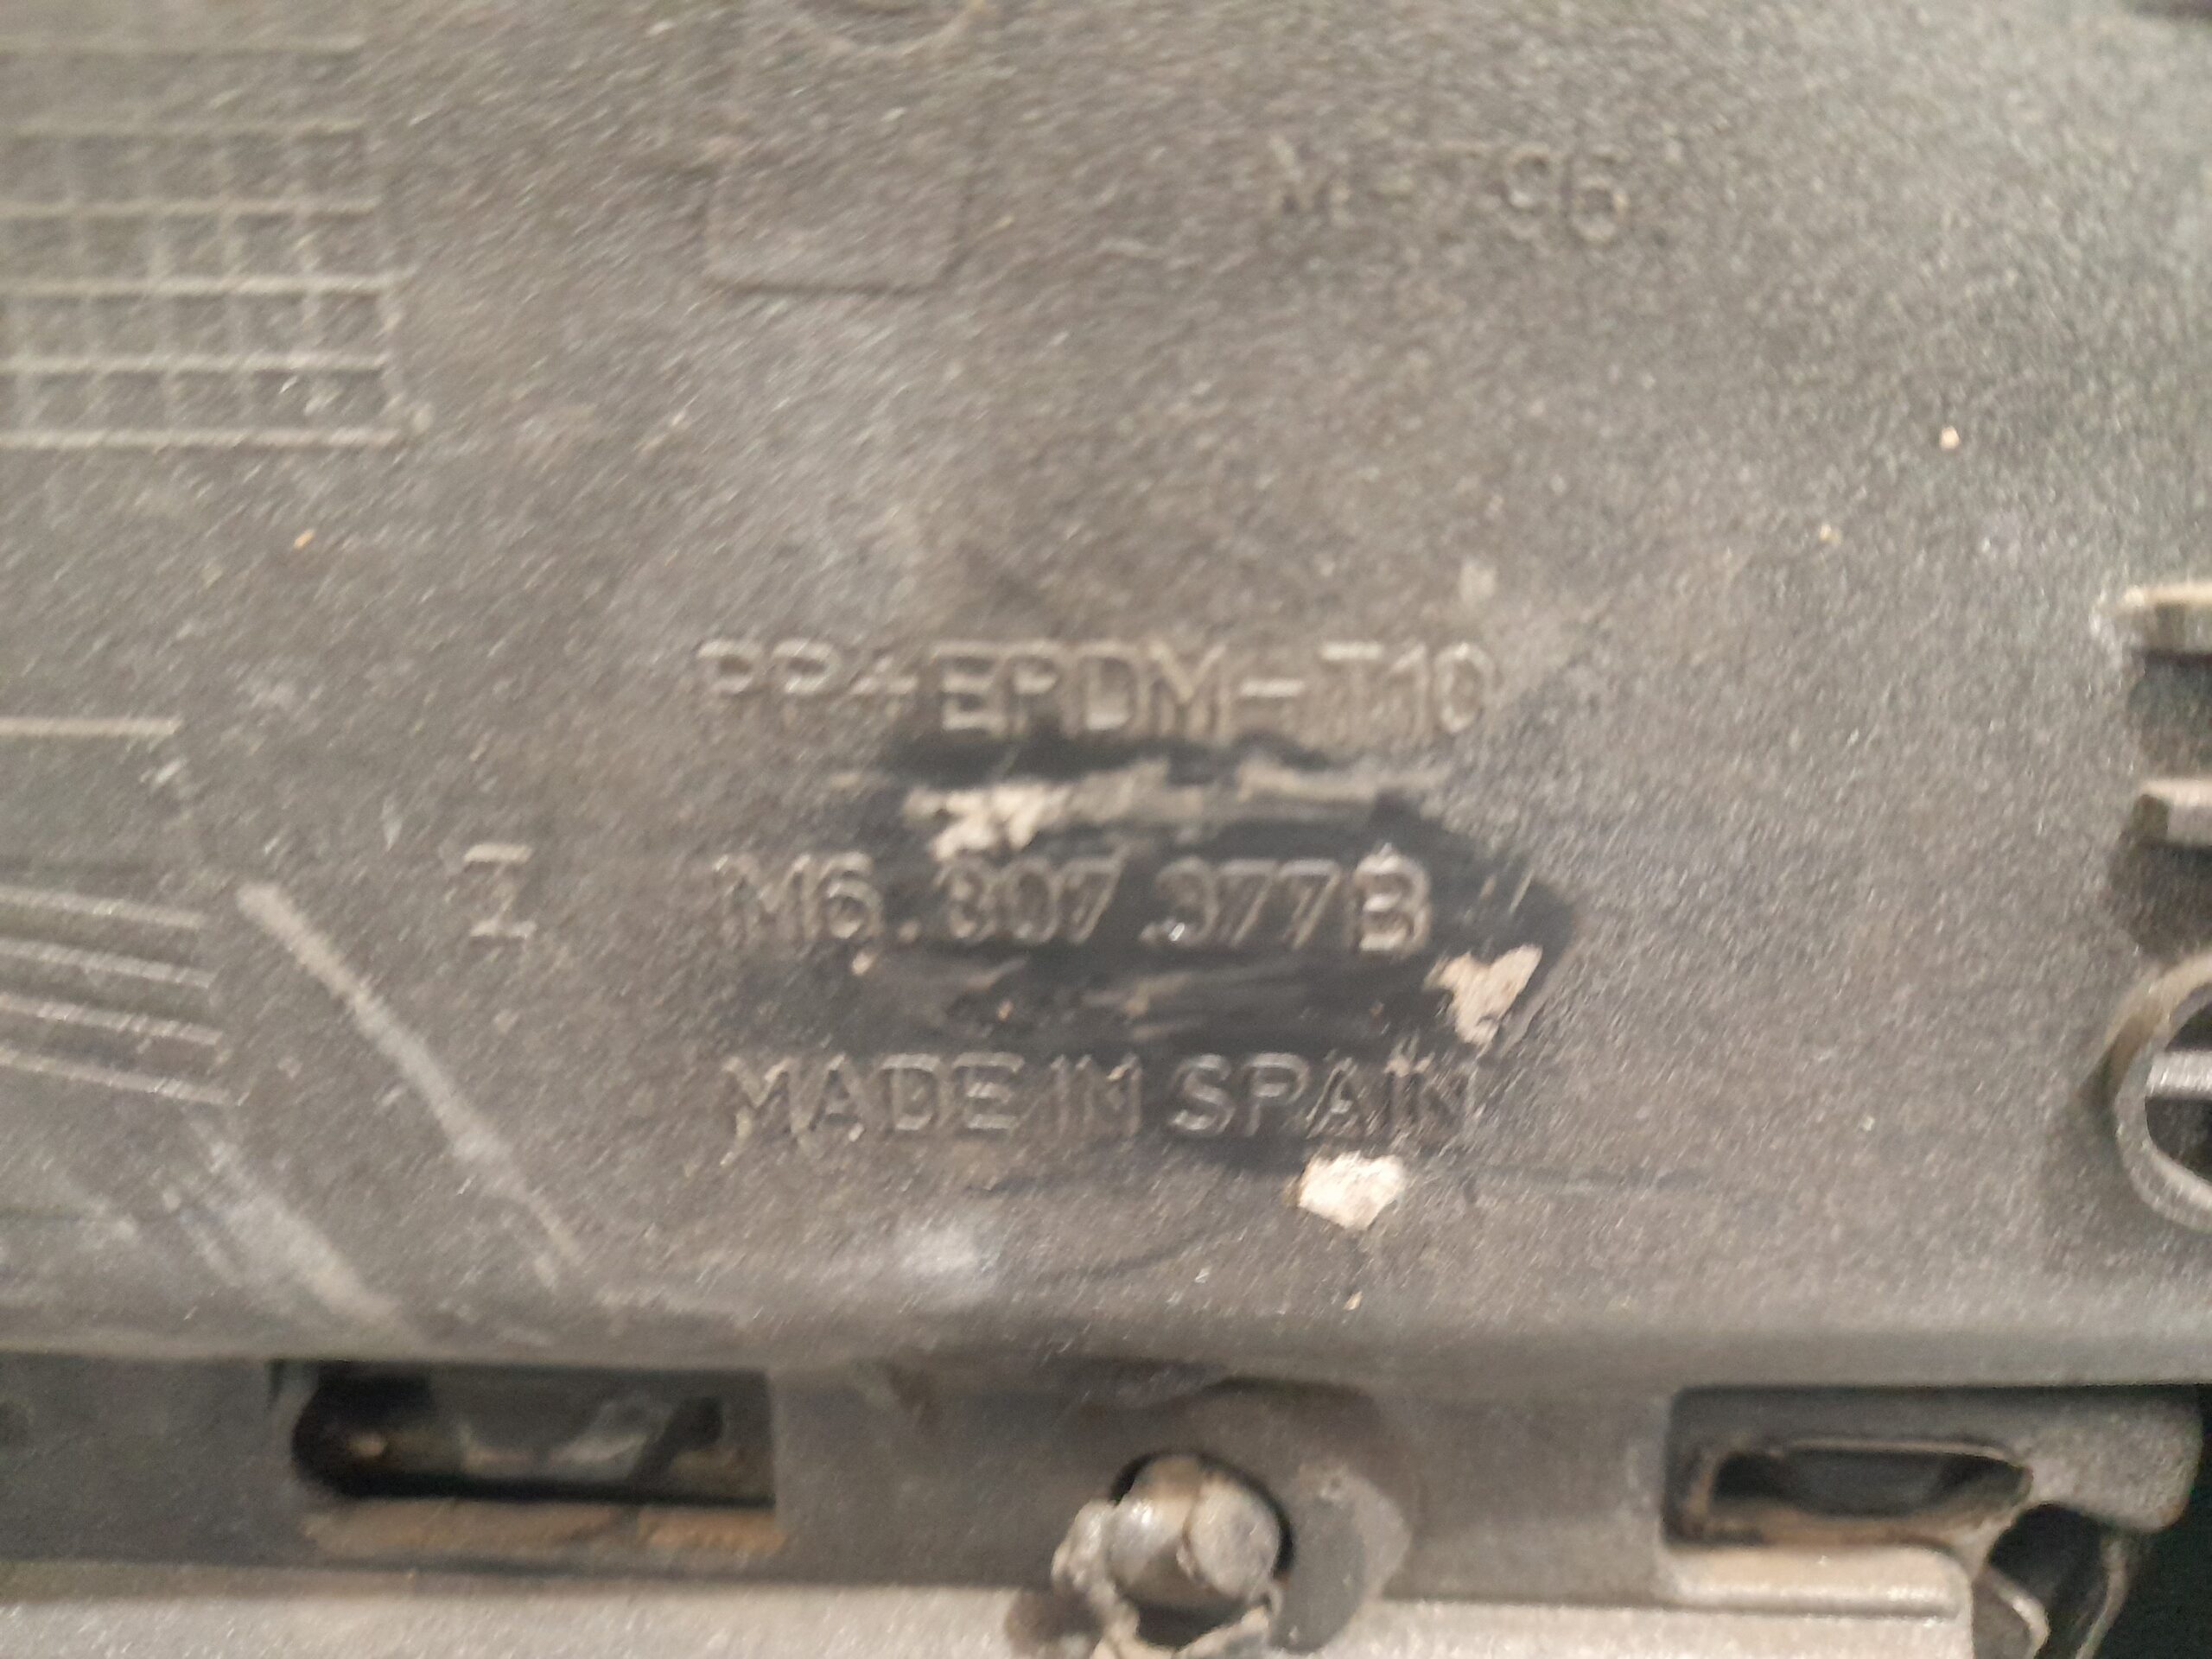 M-796
PP+EPDM-T10
1M6.807.377B
MADE IN SPAIN